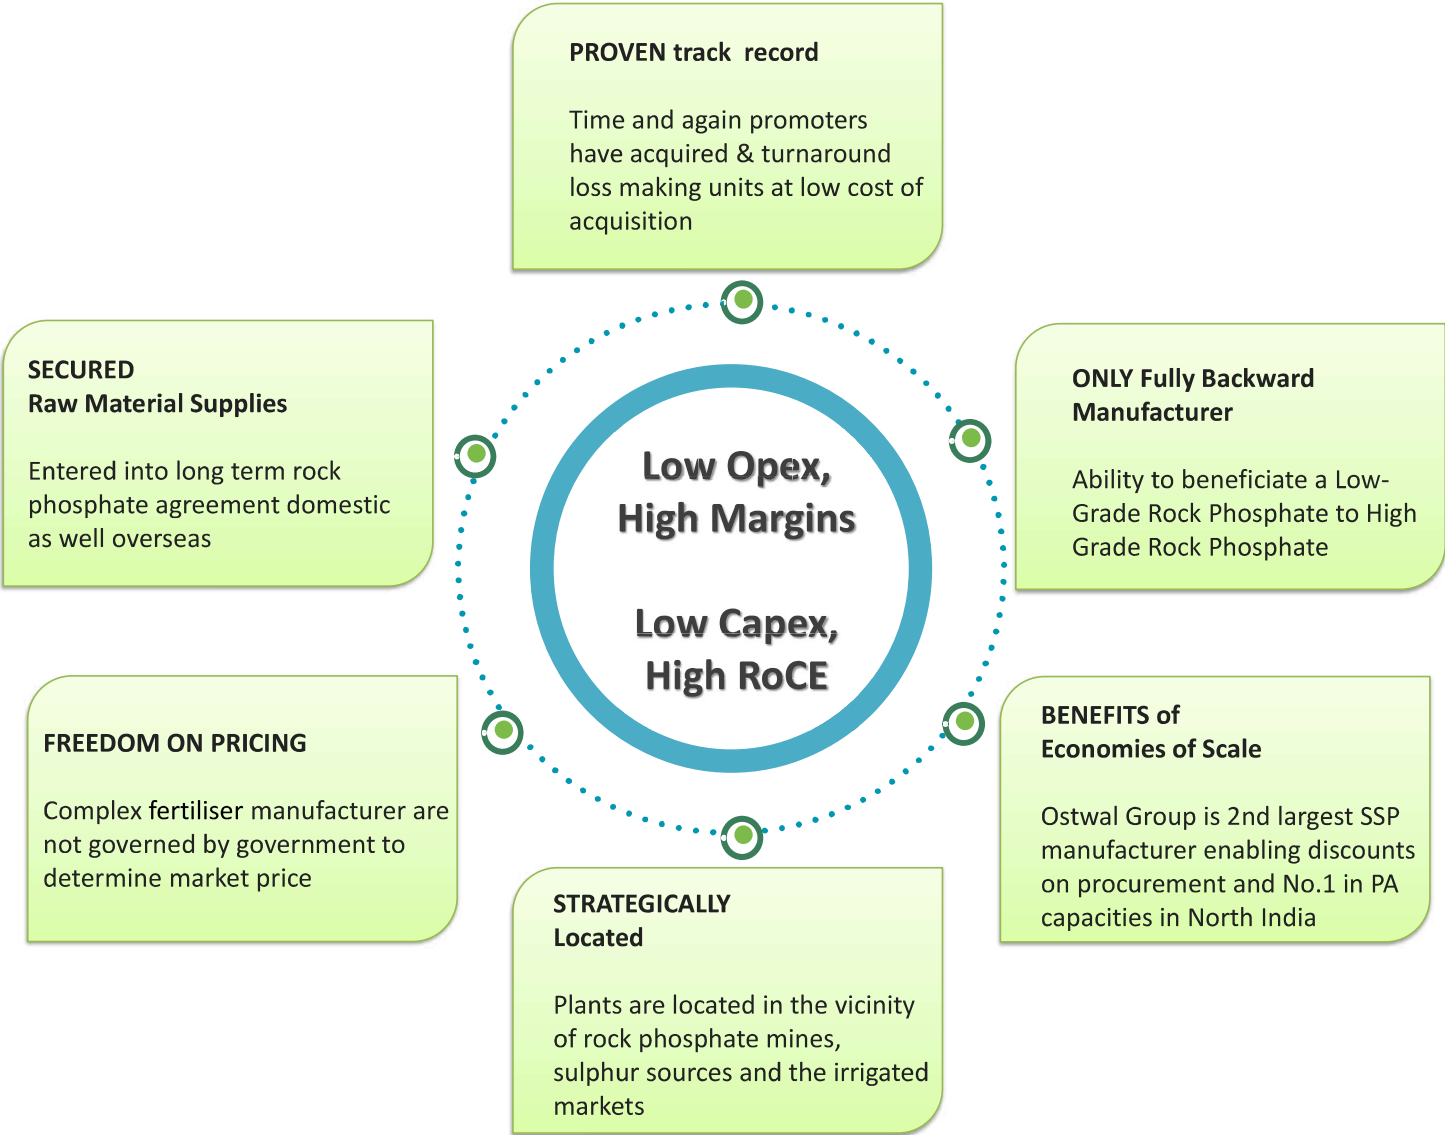 PROVEN track record
Time and again promoters
have acquired & turnaround
loss making units at low cost of
acquisition
SECURED
Raw Material Supplies
Entered into long term rock
phosphate agreement domestic
as well overseas
ONLY Fully Backward
Manufacturer
Ability to beneficiate a Low-
Grade Rock Phosphate to High
Grade Rock Phosphate
Low Opex,
High Margins
Low Capex,
High RoCE
FREEDOM ON PRICING
Complex fertiliser manufacturer are
not governed by government to
determine market price
BENEFITS of
Economies of Scale
Ostwal Group is 2nd largest SSP
manufacturer enabling discounts
on procurement and No.1 in PA
capacities in North India
STRATEGICALLY
Located
Plants are located in the vicinity
of rock phosphate mines,
sulphur sources and the irrigated
markets